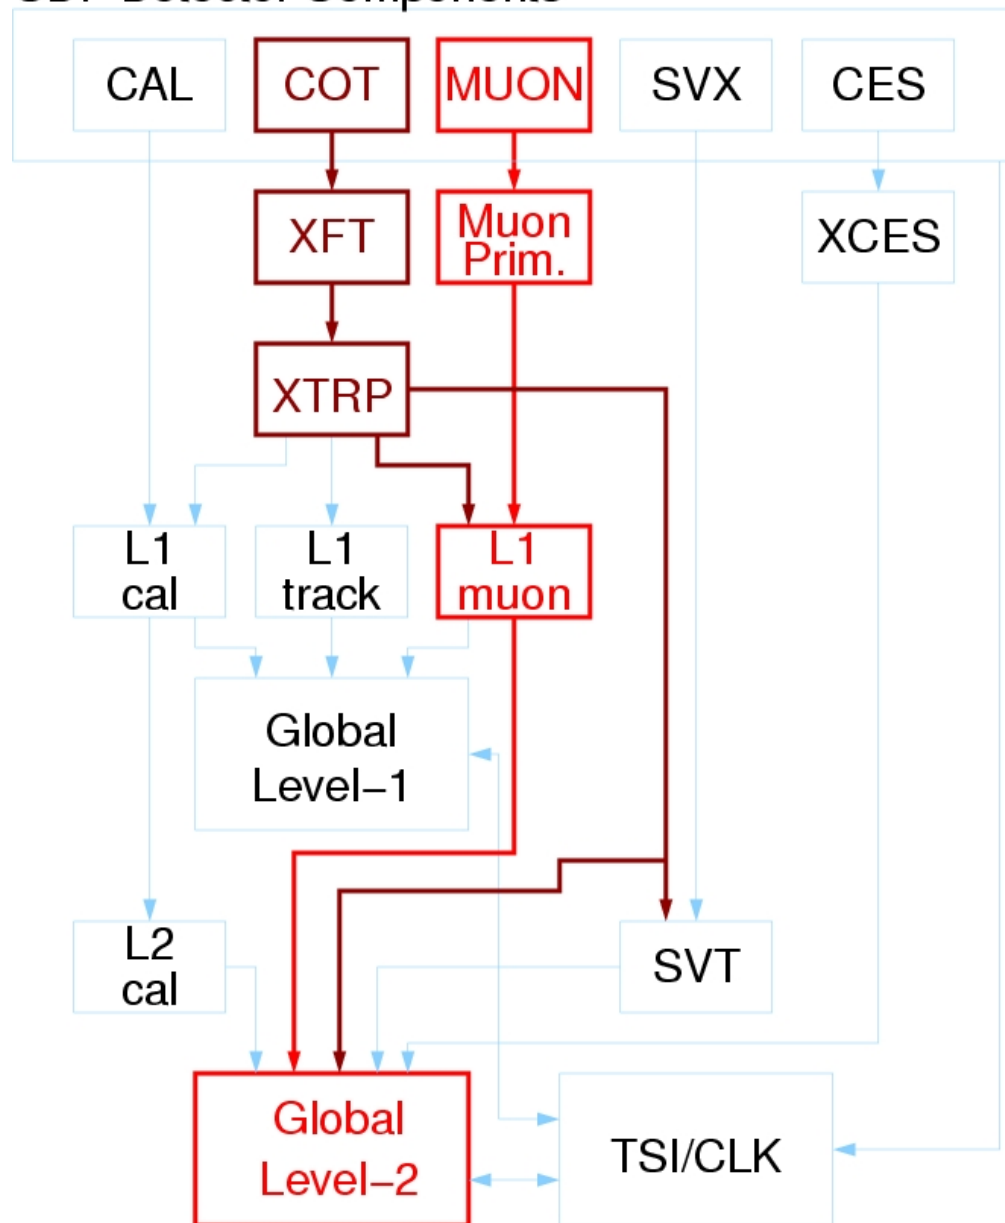 CAL
COT
MUON
SVX
CES
XFT
Muon
Prim.
XCES
XTRP
L1
cal
L1
track
L1
muon
Global
Level−1
L2
cal
SVT
Global
Level−2
TSI/CLK